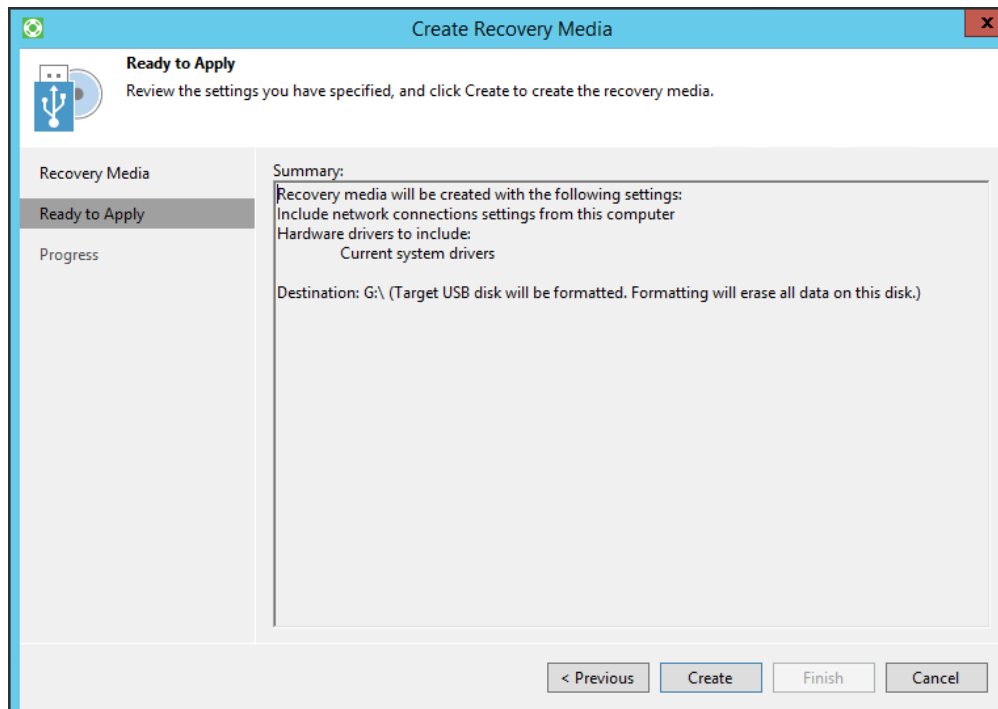 Create Recovery Media
x
Ready to Apply
Review the settings you have specified, and click Create to create the recovery media.
Recovery Media
Ready to Apply
Progress
Summary:
Recovery media will be created with the following settings:
Include network connections settings from this computer
Hardware drivers to include:
Current system drivers
Destination: G:\ (Target USB disk will be formatted. Formatting will erase all data on this disk.)
< Previous
Create
Finish
Cancel